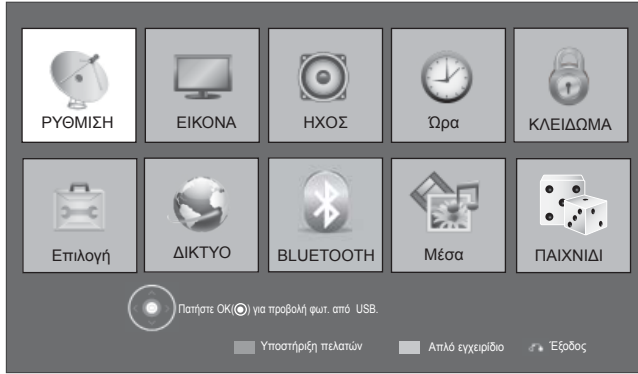 ΡΥΘΜΙΣΗ ΕΙΚΟΝΑ ΗΧΟΣ Ώρα ΚΛΕΙΔΩΜΑ
Επιλογή ΔΙΚΤΥΟ BLUETOOTH Μέσα ΠΑΙΧΝΙΔΙ
Πατήστε OK(◉) για προβολή φωτ. από USB.
Υποστήριξη πελατών Απλό εγχειρίδιο Έξοδος